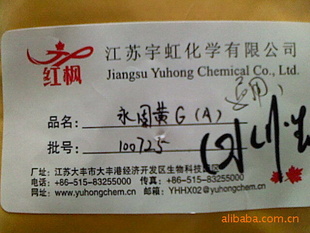 红枫
江苏宇虹化学有限公司
Jiangsu Yuhong Chemical Co., Ltd.
品名: 永固黄 G (A)
批号: 100725
厂址:江苏大丰市大丰港经济开发区生物科技
电话:+86-515-83255000 传真:+86-515-83255
网址:www.yuhongchem.cn 邮箱:YHHX02@yuhongchem.cn
alibaba.com.cn